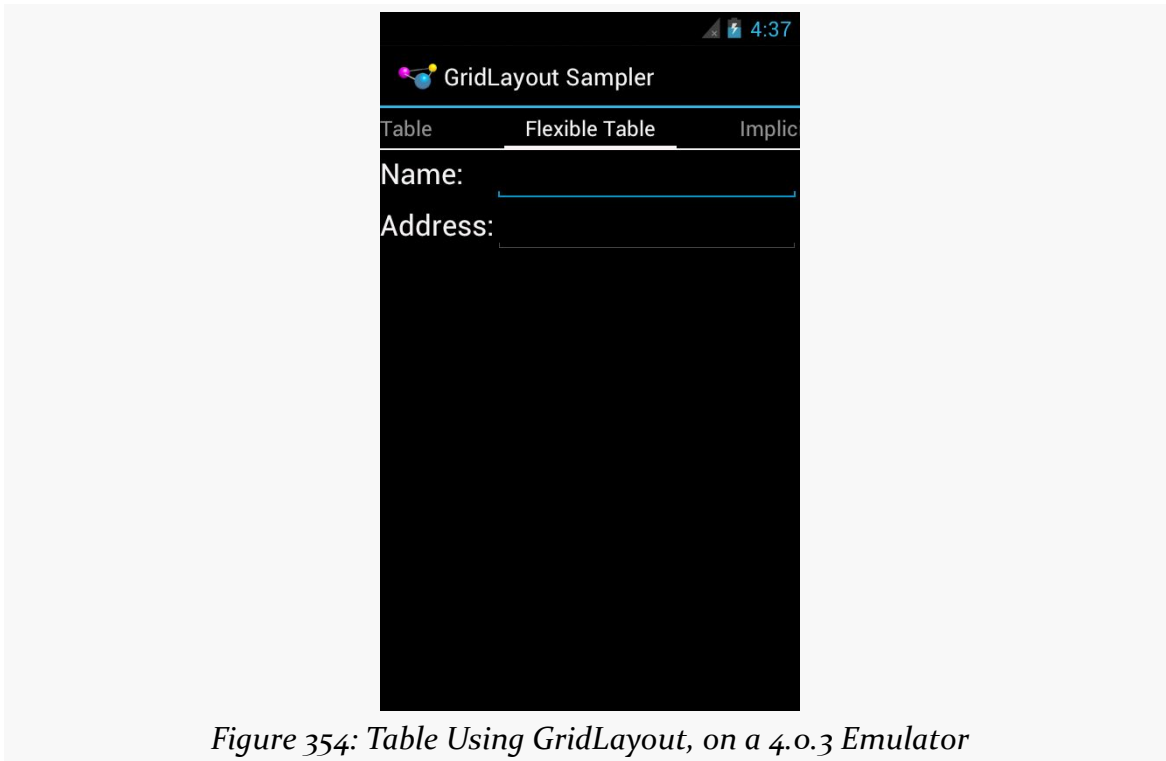 4:37
GridLayout Sampler
Table Flexible Table Implici
Name:
Address:
Figure 354: Table Using GridLayout, on a 4.0.3 Emulator